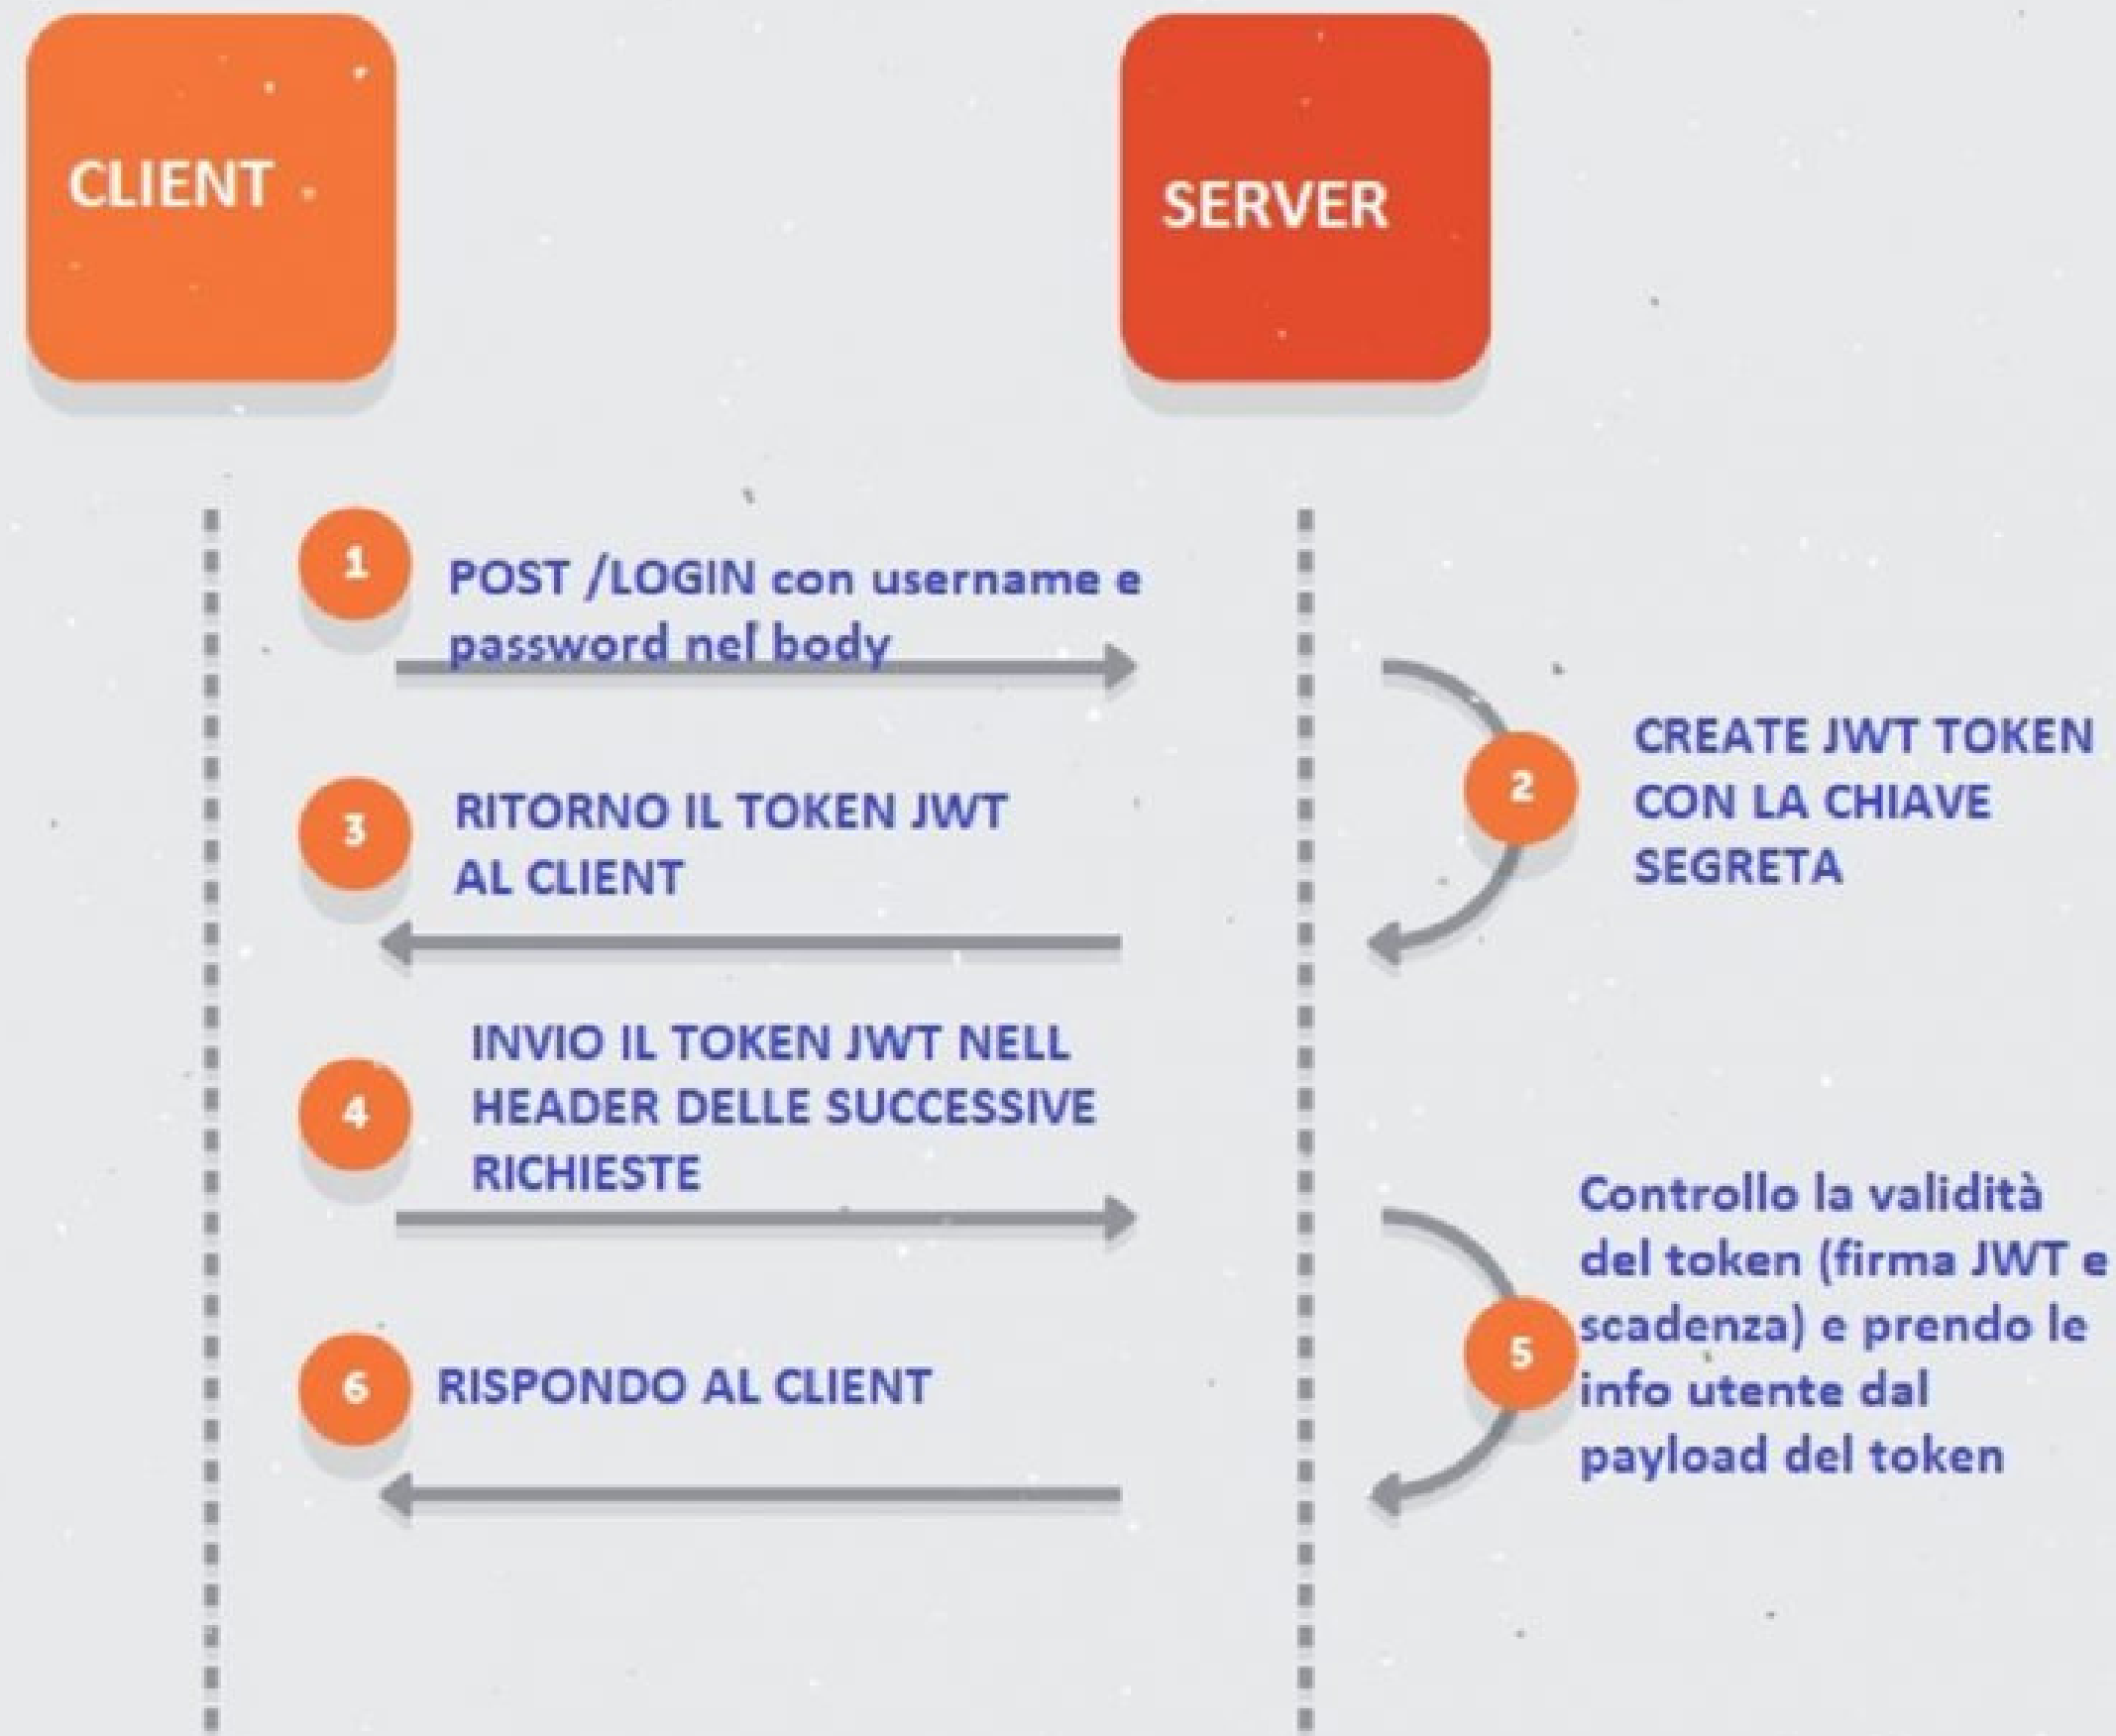 CLIENT
SERVER
1
POST /LOGIN con username e
password nel body
2
CREATE JWT TOKEN
CON LA CHIAVE
SEGRETA
3
RITORNO IL TOKEN JWT
AL CLIENT
4
INVIO IL TOKEN JWT NELL
HEADER DELLE SUCCESSIVE
RICHIESTE
5
Controllo la validità
del token (firma JWT e
scadenza) e prendo le
info utente dal
payload del token
6
RISPONDO AL CLIENT